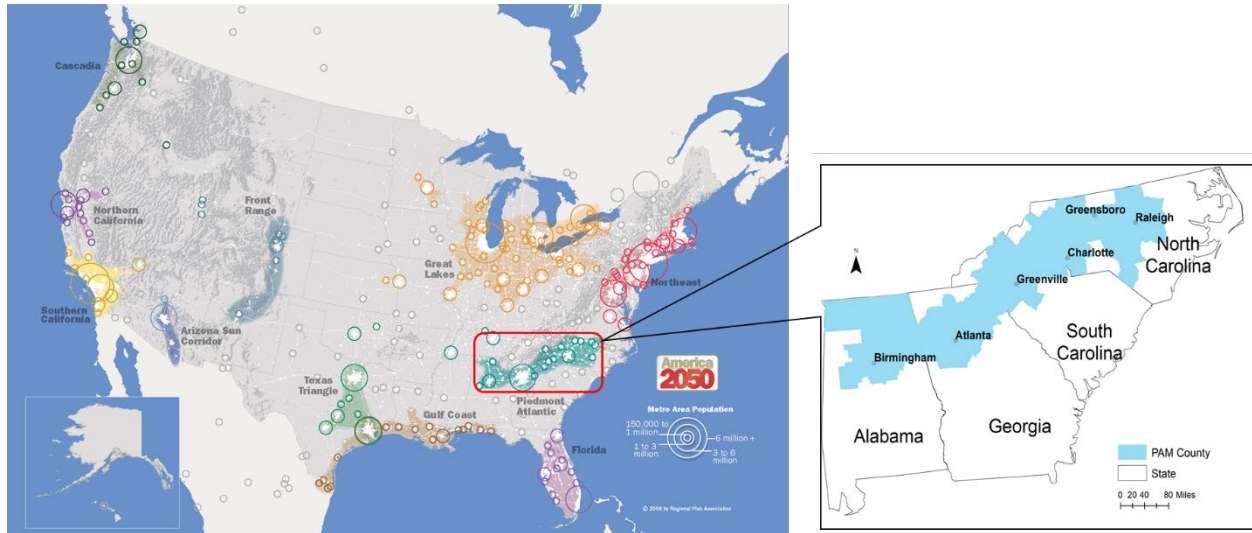 Cascadia
Northern
California
Southern
California
Arizona Sun
Corridor
Front
Range
Texas
Triangle
Great
Lakes
Gulf Coast
Piedmont
Atlantic
Northeast
Florida
America
2050
Metro Area Population
150,000 to
1 million
1 to 3
million
6 million +
3 to 6
million
© 2008 by Regional Plan Association
N
Greensboro
Raleigh
Charlotte
North
Carolina
Greenville
Atlanta
South
Carolina
Birmingham
Georgia
Alabama
PAM County
State
0 20 40 80 Miles